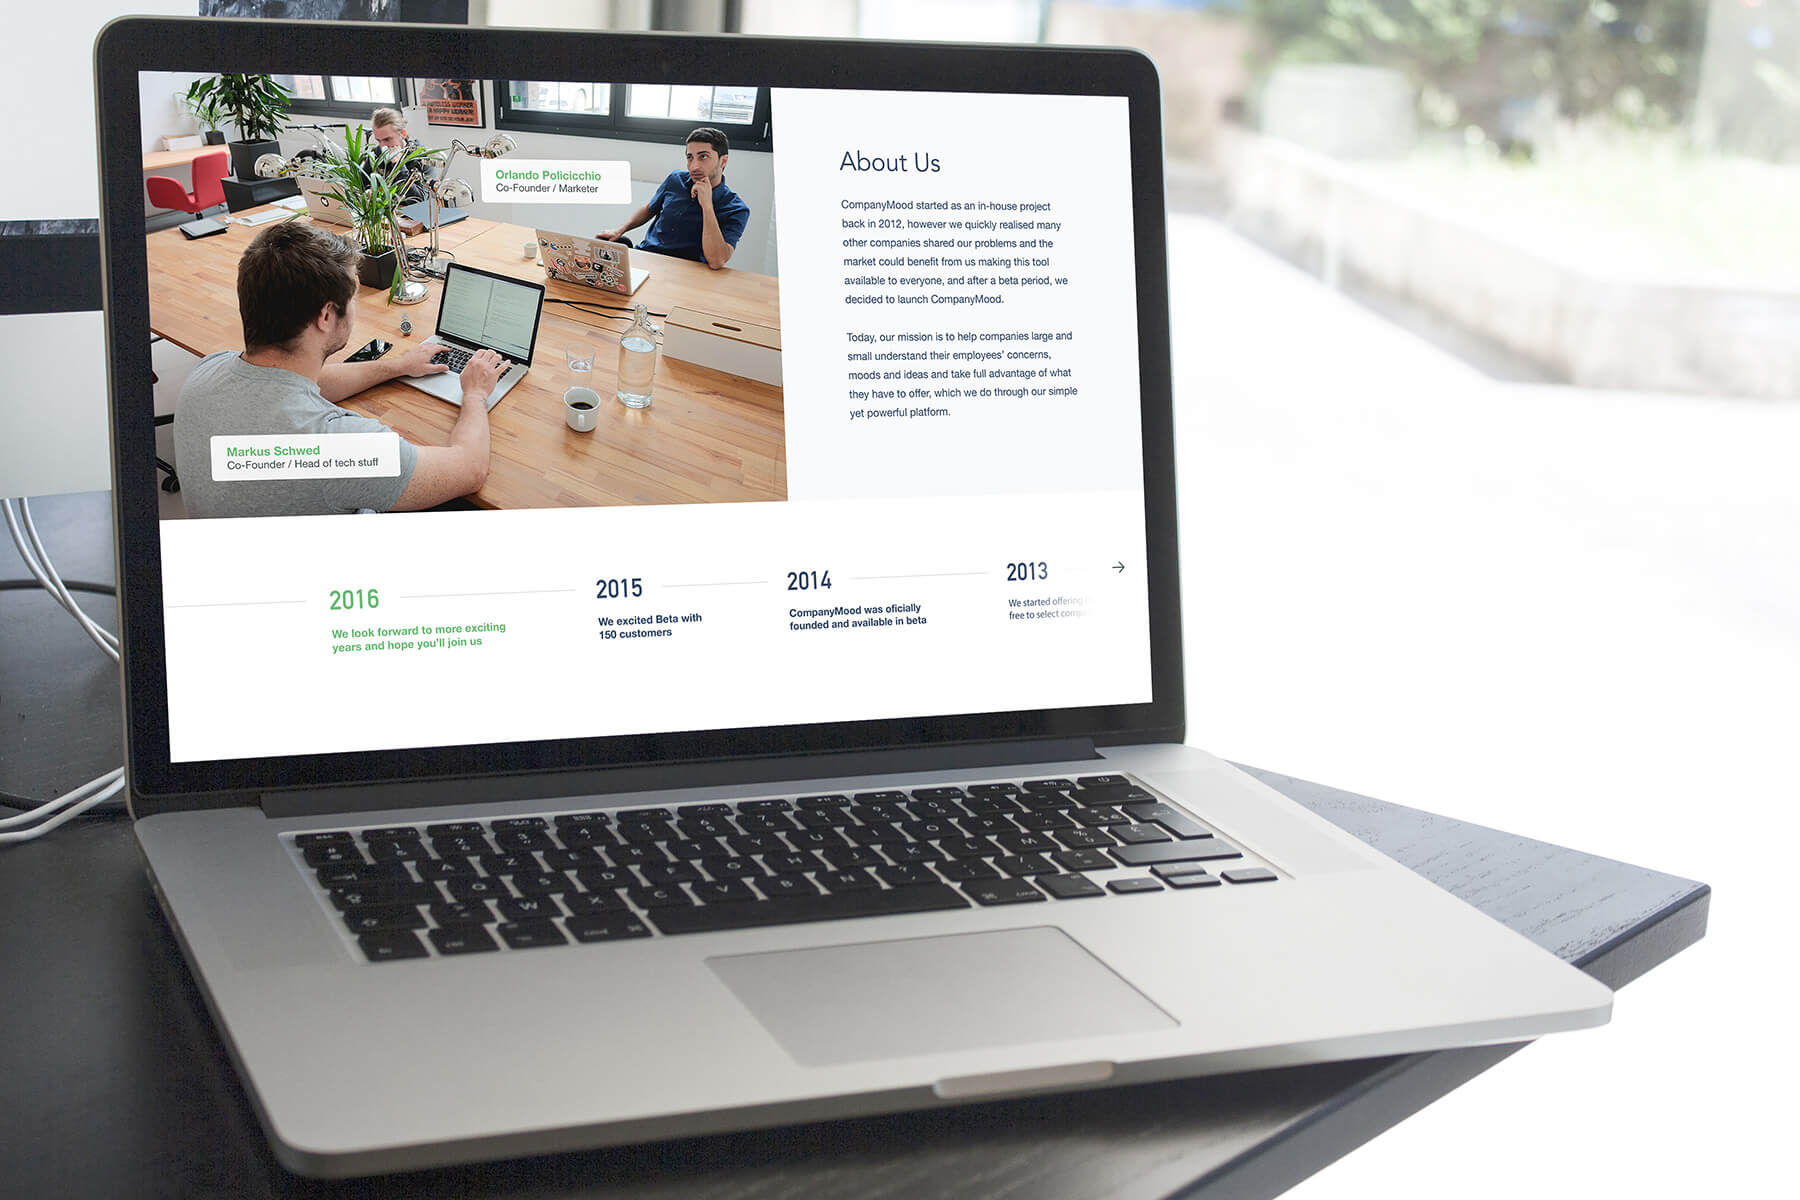 Orlando Policicchio
Co-Founder / Marketer
Markus Schwed
Co-Founder / Head of tech stuff
About Us
CompanyMood started as an in-house project
back in 2012, however we quickly realised many
other companies shared our problems and the
market could benefit from us making this tool
available to everyone, and after a beta period, we
decided to launch CompanyMood.
Today, our mission is to help companies large and
small understand their employees' concerns,
moods and ideas and take full advantage of what
they have to offer, which we do through our simple
yet powerful platform.
2016
We look forward to more exciting
years and hope you'll join us
2015
We excited Beta with
150 customers
2014
CompanyMood was oficially
founded and available in beta
2013
We started offering
free to select